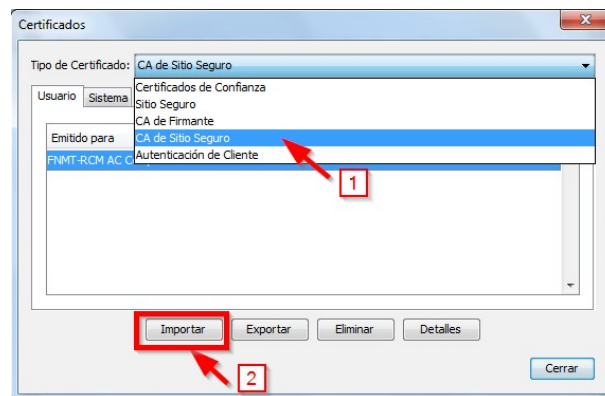 Certificados
Tipo de Certificado: CA de Sitio Seguro
Certificados de Confianza
Usuario Sistema
Sitio Seguro
CA de Firmante
Emitido para
CA de Sitio Seguro
Autenticación de Cliente
FNMT-RCM AC C
1
Importar Exportar Eliminar Detalles
2
Cerrar